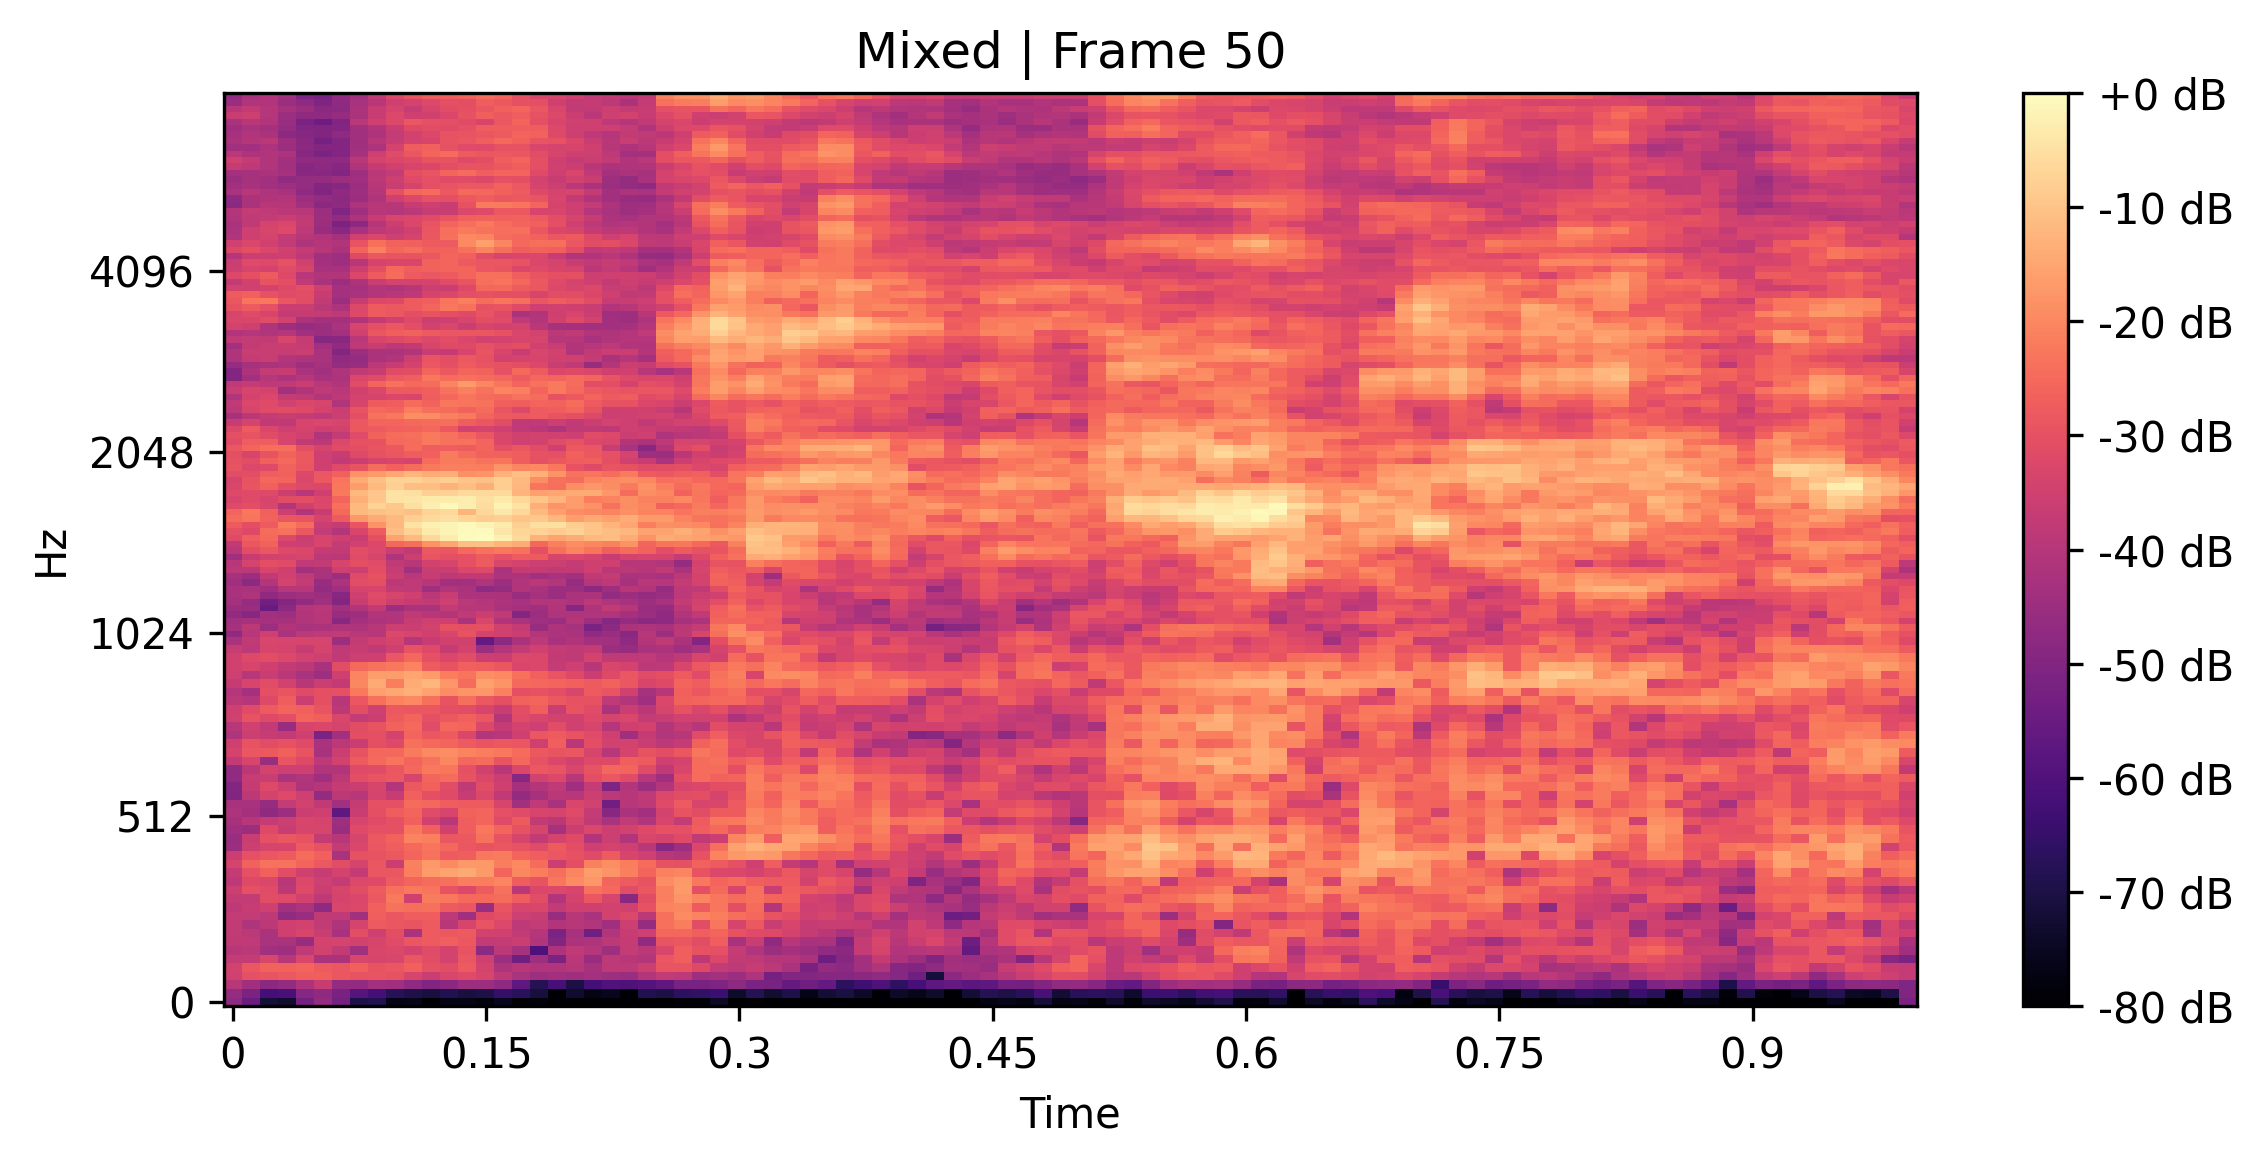 Mixed | Frame 50
+0 dB
-10 dB
-20 dB
-30 dB
-40 dB
-50 dB
-60 dB
-70 dB
-80 dB
Hz
4096
2048
1024
512
0
0 0.15 0.3 0.45 0.6 0.75 0.9
Time